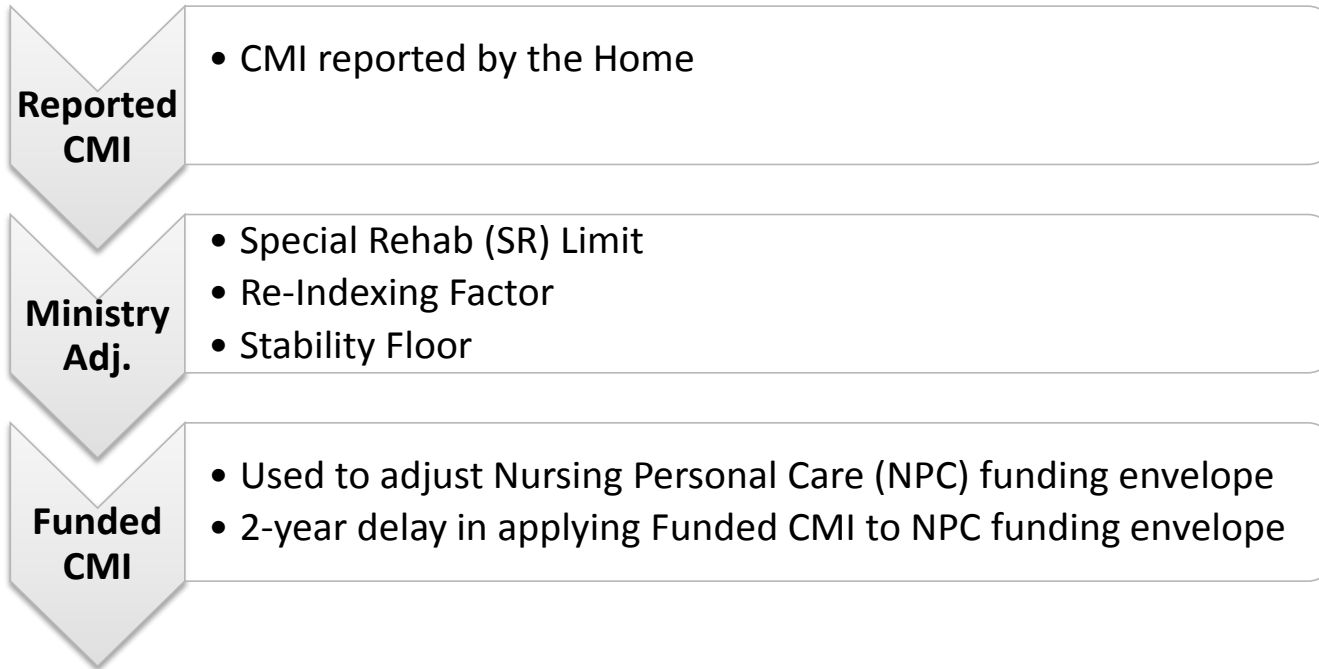 Reported
CMI
• CMI reported by the Home
Ministry
Adj.
• Special Rehab (SR) Limit
• Re-Indexing Factor
• Stability Floor
Funded
CMI
• Used to adjust Nursing Personal Care (NPC) funding envelope
• 2-year delay in applying Funded CMI to NPC funding envelope